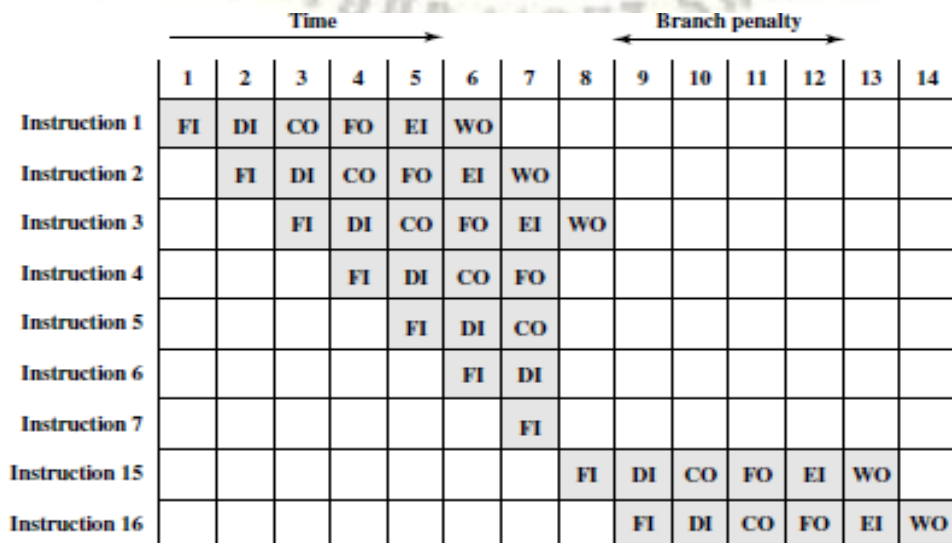 Time Branch penalty
1 2 3 4 5 6 7 8 9 10 11 12 13 14
Instruction 1 FI DI CO FO EI WO
Instruction 2 FI DI CO FO EI WO
Instruction 3 FI DI CO FO EI WO
Instruction 4 FI DI CO FO
Instruction 5 FI DI CO
Instruction 6 FI DI
Instruction 7 FI
Instruction 15 FI DI CO FO EI WO
Instruction 16 FI DI CO FO EI WO